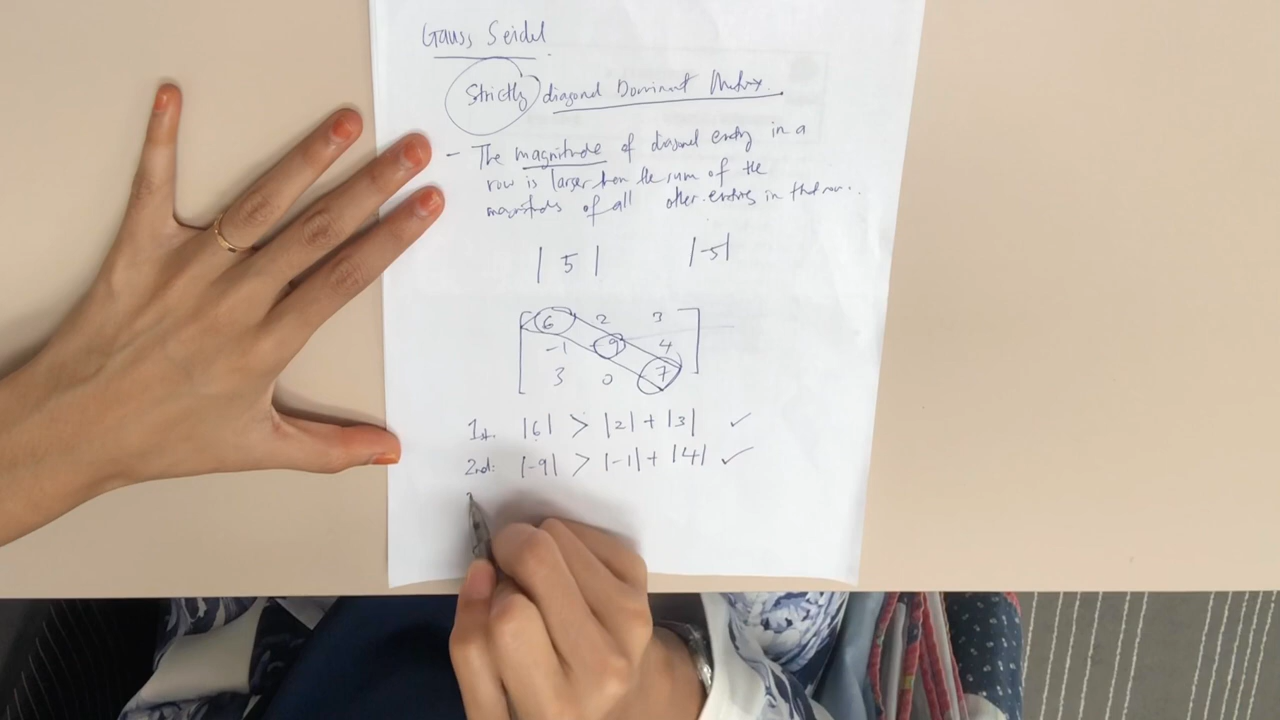 Gauss Seidel
Strictly diagonal Dominant Matrix.
- The magnitude of diagonal entry in a
row is larger than the sum of the
magnitudes of all other entries in that row..
|5| |-5|
6 2 3
-1 -9 4
3 0 7
1st. |6| > |2| + |3| ✓
2nd: |-9| > |-1| + |4| ✓